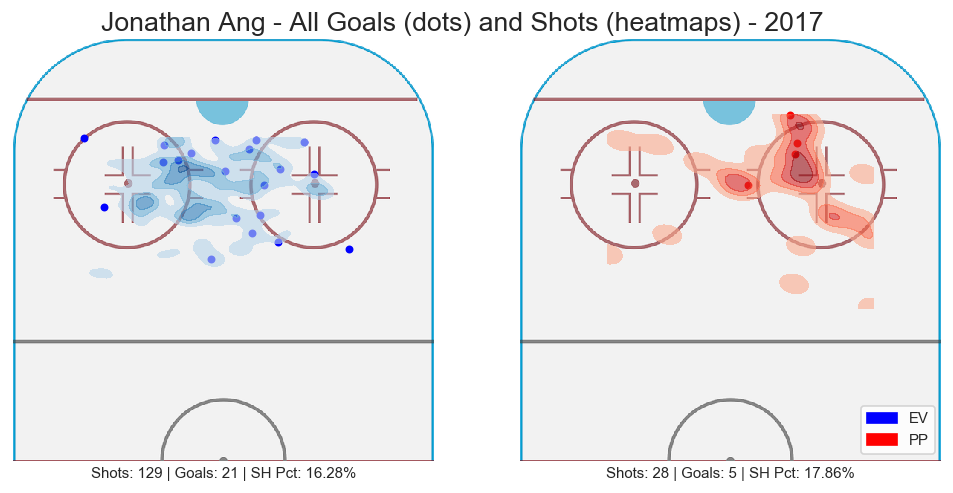 Jonathan Ang - All Goals (dots) and Shots (heatmaps) - 2017
EV
PP
Shots: 129 | Goals: 21 | SH Pct: 16.28%
Shots: 28 | Goals: 5 | SH Pct: 17.86%